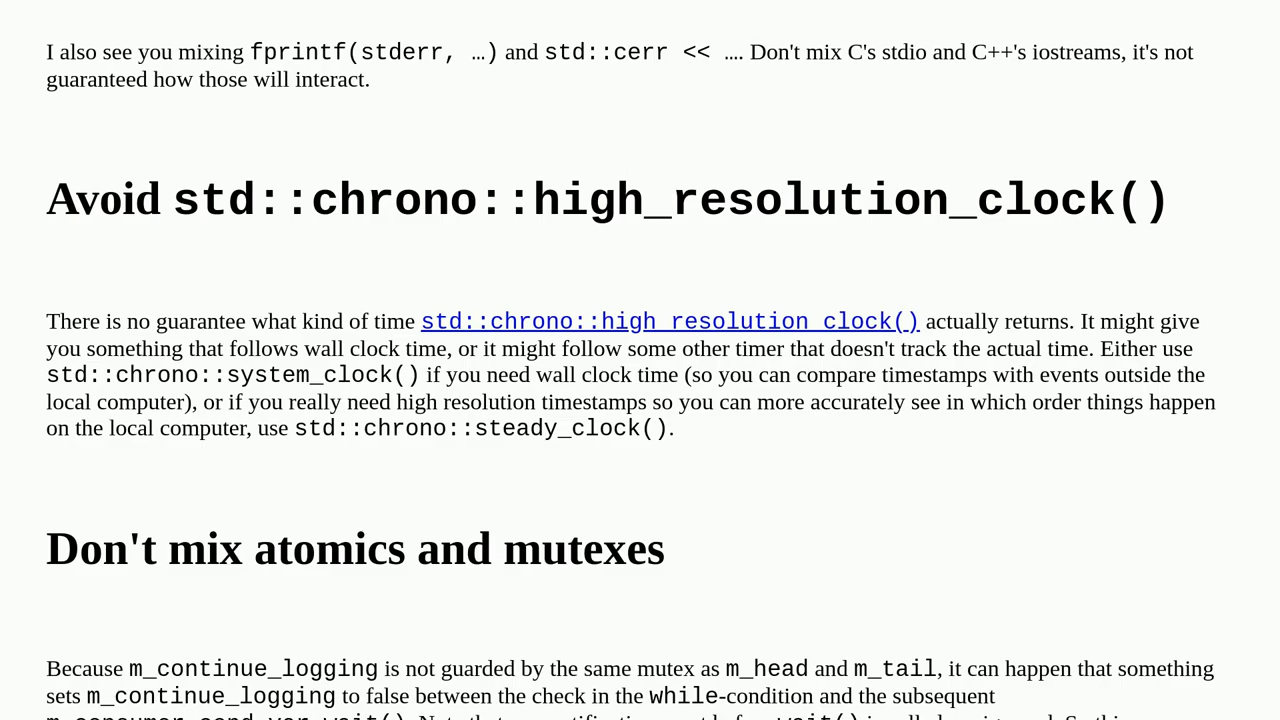 I also see you mixing fprintf(stderr, …) and std::cerr << …. Don't mix C's stdio and C++'s iostreams, it's not
guaranteed how those will interact.
Avoid std::chrono::high_resolution_clock()
There is no guarantee what kind of time std::chrono::high_resolution_clock() actually returns. It might give
you something that follows wall clock time, or it might follow some other timer that doesn't track the actual time. Either use
std::chrono::system_clock() if you need wall clock time (so you can compare timestamps with events outside the
local computer), or if you really need high resolution timestamps so you can more accurately see in which order things happen
on the local computer, use std::chrono::steady_clock().
Don't mix atomics and mutexes
Because m_continue_logging is not guarded by the same mutex as m_head and m_tail, it can happen that something
sets m_continue_logging to false between the check in the while-condition and the subsequent